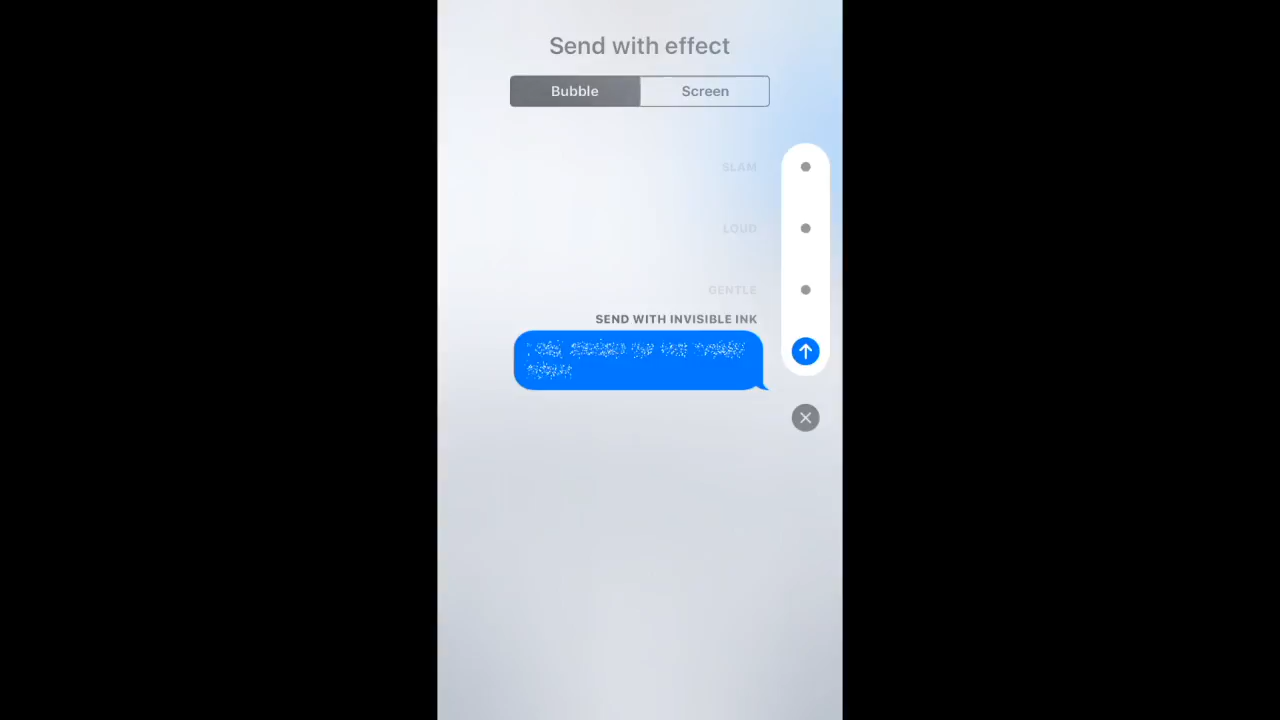 Send with effect
Bubble
Screen
SLAM
LOUD
GENTLE
SEND WITH INVISIBLE INK